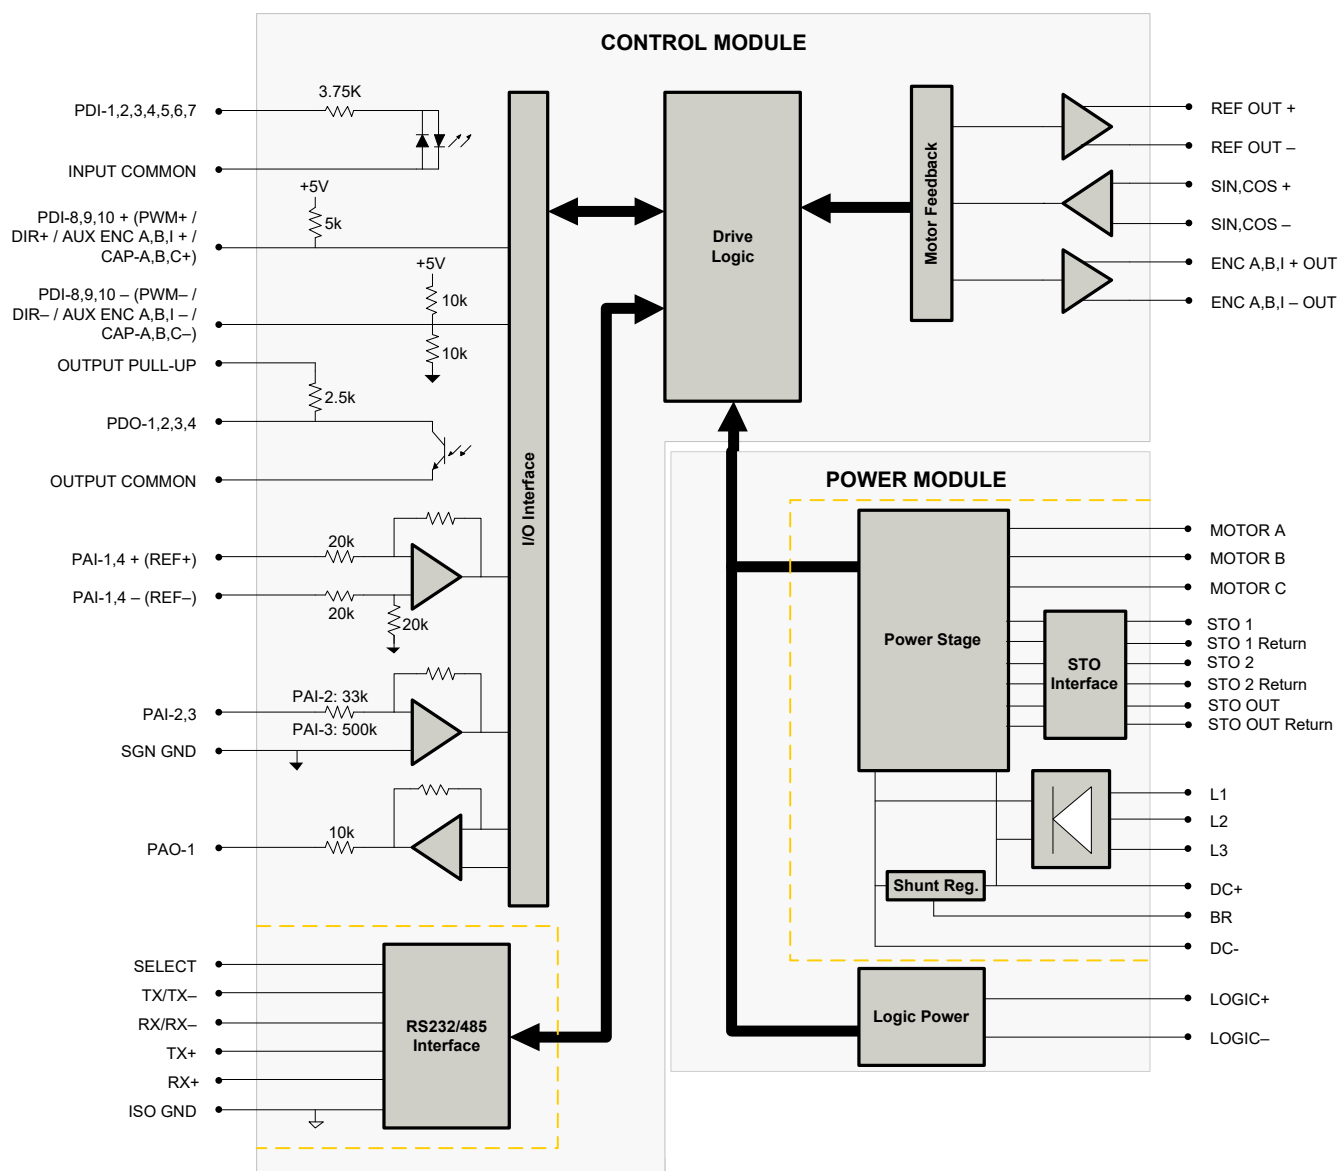 CONTROL MODULE
PDI-1,2,3,4,5,6,7
3.75K
INPUT COMMON
+5V
5k
PDI-8,9,10 + (PWM+ /
DIR+ / AUX ENC A,B,I + /
CAP-A,B,C+)
+5V
10k
10k
PDI-8,9,10 – (PWM– /
DIR– / AUX ENC A,B,I – /
CAP-A,B,C–)
OUTPUT PULL-UP
2.5k
PDO-1,2,3,4
OUTPUT COMMON
20k
PAI-1,4 + (REF+)
PAI-1,4 – (REF–)
20k
20k
PAI-2: 33k
PAI-2,3
PAI-3: 500k
SGN GND
10k
PAO-1
I/O Interface
SELECT
TX/TX–
RX/RX–
TX+
RX+
ISO GND
RS232/485
Interface
Drive
Logic
Motor Feedback
REF OUT +
REF OUT –
SIN,COS +
SIN,COS –
ENC A,B,I + OUT
ENC A,B,I – OUT
POWER MODULE
Power Stage
MOTOR A
MOTOR B
MOTOR C
STO
Interface
STO 1
STO 1 Return
STO 2
STO 2 Return
STO OUT
STO OUT Return
L1
L2
L3
Shunt Reg.
DC+
BR
DC-
Logic Power
LOGIC+
LOGIC–